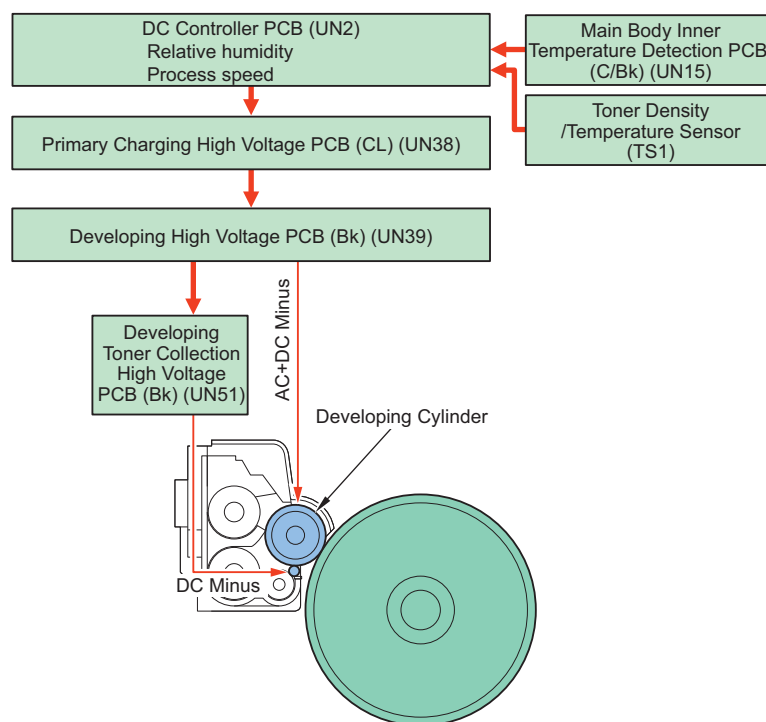 DC Controller PCB (UN2)
Relative humidity
Process speed
Main Body Inner
Temperature Detection PCB
(C/Bk) (UN15)
Toner Density
/Temperature Sensor
(TS1)
Primary Charging High Voltage PCB (CL) (UN38)
Developing High Voltage PCB (Bk) (UN39)
Developing
Toner Collection
High Voltage
PCB (Bk) (UN51)
AC+DC Minus
Developing Cylinder
DC Minus